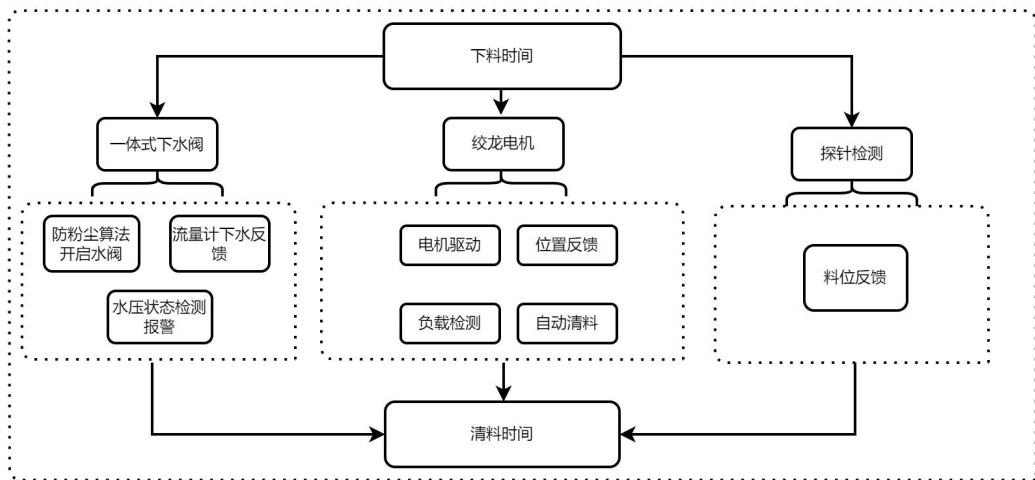 下料时间
一体式下水阀
绞龙电机
探针检测
防粉尘算法
开启水阀
流量计下水反
馈
水压状态检测
报警
电机驱动
位置反馈
负载检测
自动清料
料位反馈
清料时间